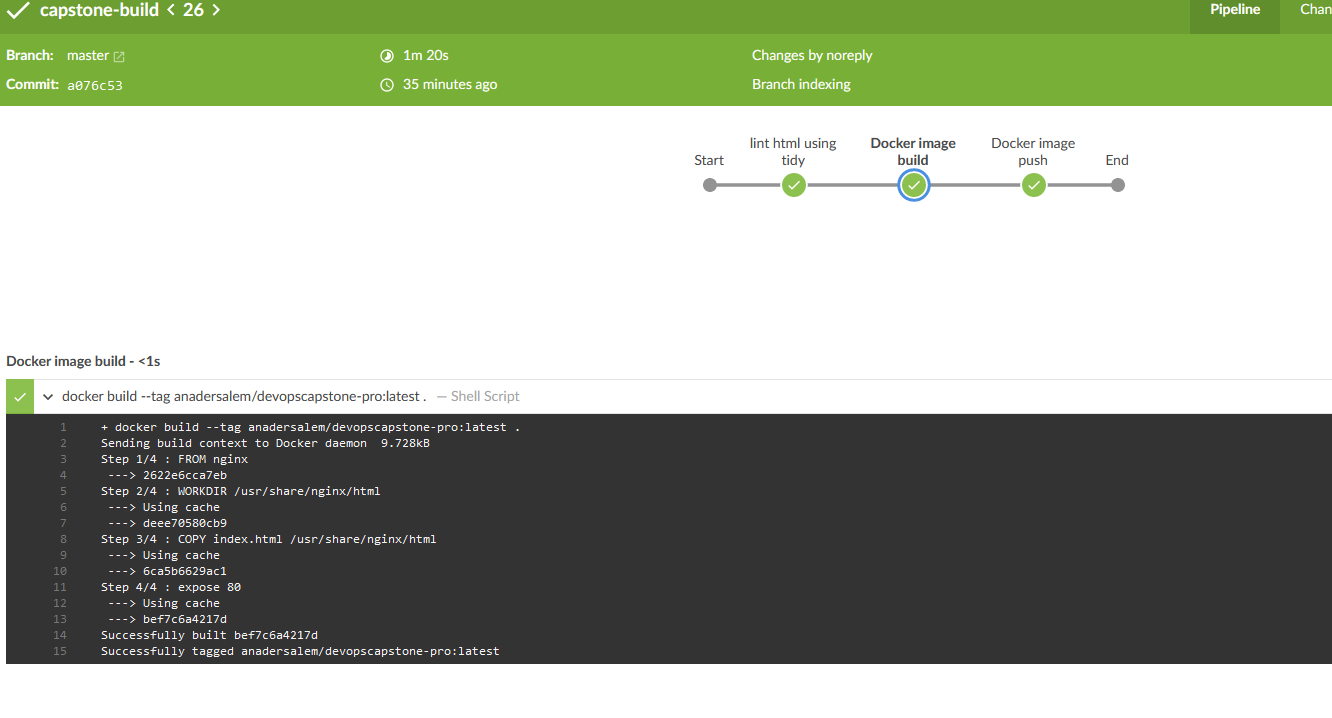 capstone-build < 26 >
Pipeline
Chan
Branch: master
1m 20s
Changes by noreply
Commit: a076c53
35 minutes ago
Branch indexing
Start
lint html using
tidy
Docker image
build
Docker image
push
End
Docker image build - <1s
docker build --tag anadersalem/devopscapstone-pro:latest . — Shell Script
1 + docker build --tag anadersalem/devopscapstone-pro:latest .
2 Sending build context to Docker daemon  9.728kB
3 Step 1/4 : FROM nginx
4  ---> 2622e6cca7eb
5 Step 2/4 : WORKDIR /usr/share/nginx/html
6  ---> Using cache
7  ---> deee70580cb9
8 Step 3/4 : COPY index.html /usr/share/nginx/html
9  ---> Using cache
10  ---> 6ca5b6629ac1
11 Step 4/4 : expose 80
12  ---> Using cache
13  ---> bef7c6a4217d
14 Successfully built bef7c6a4217d
15 Successfully tagged anadersalem/devopscapstone-pro:latest